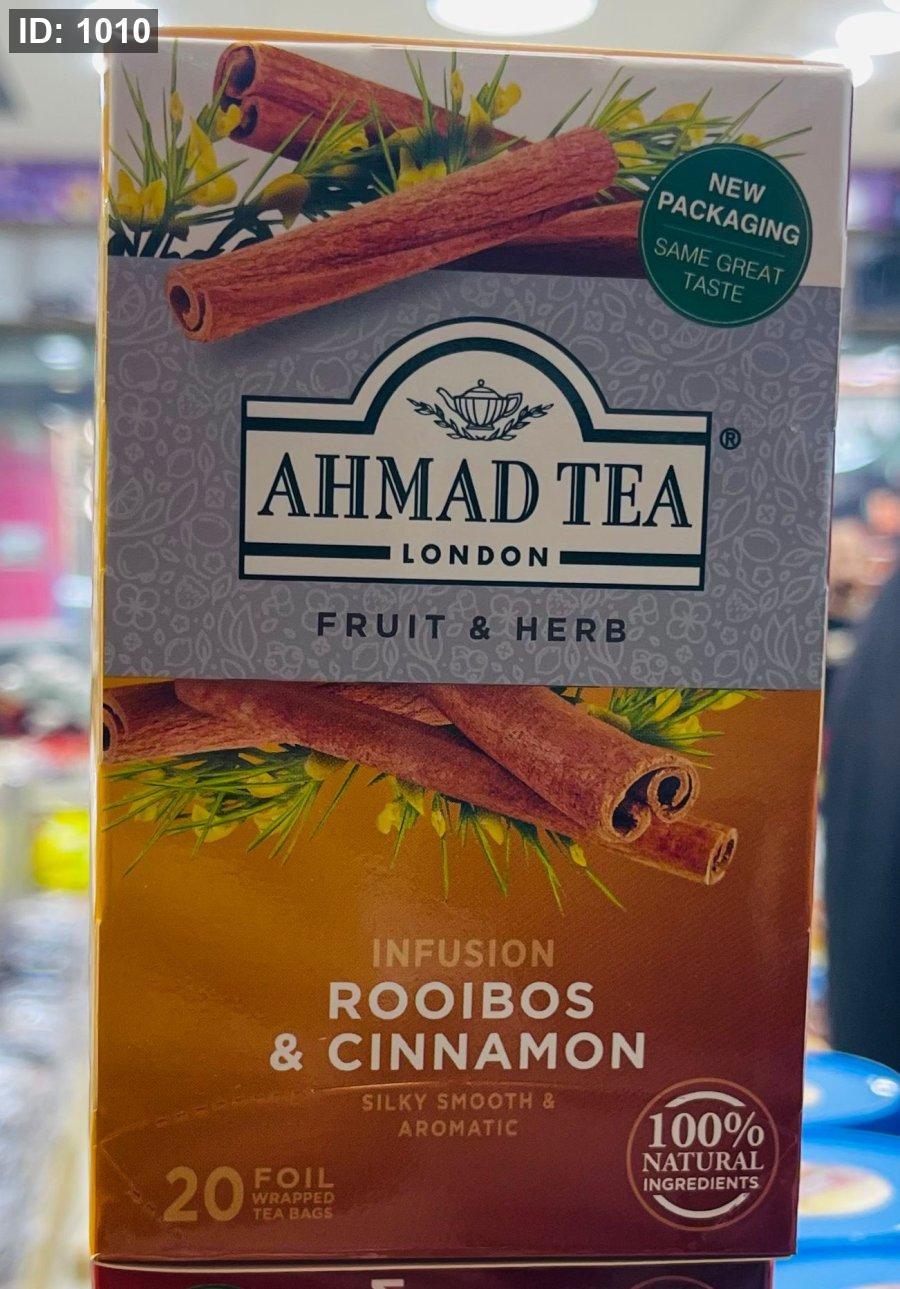 ID: 1010
NEW
PACKAGING
SAME GREAT
TASTE
AHMAD TEA
®
LONDON
FRUIT & HERB
INFUSION
ROOIBOS
& CINNAMON
SILKY SMOOTH &
AROMATIC
100%
NATURAL
INGREDIENTS
20 FOIL
WRAPPED
TEA BAGS